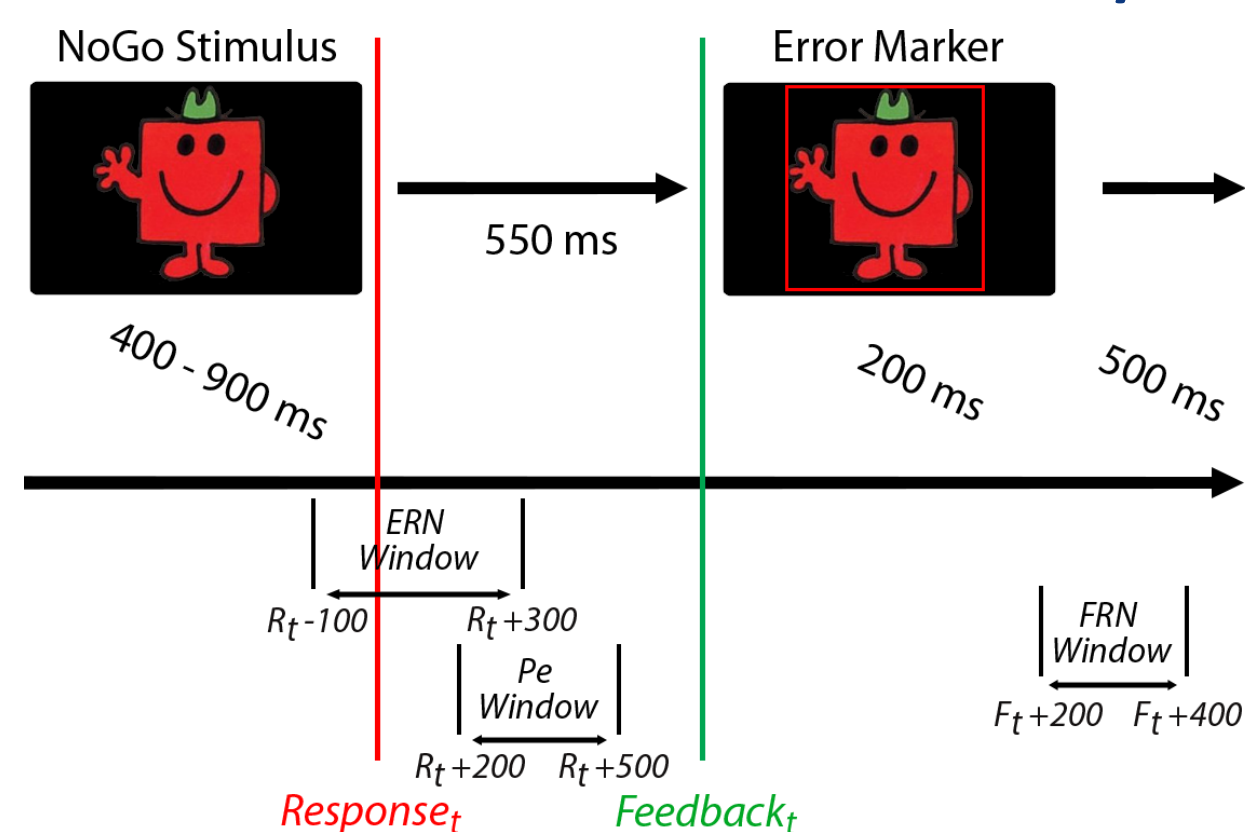 NoGo Stimulus
Error Marker
550 ms
400 - 900 ms
200 ms
500 ms
ERN
Window
Rt-100
Rt+300
Pe
Window
Rt+200
Rt+500
FRN
Window
Ft+200
Ft+400
Responset
Feedbackt